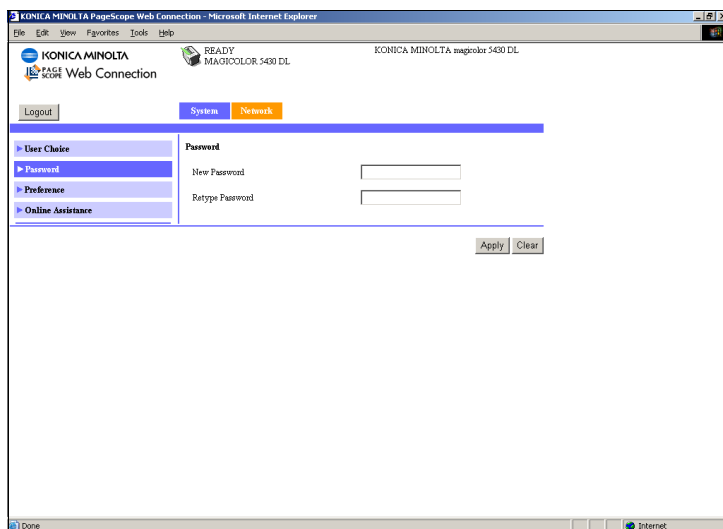 KONICA MINOLTA PageScope Web Connection - Microsoft Internet Explorer
File Edit View Favorites Tools Help
KONICA MINOLTA
PAGE SCOPE Web Connection
READY
MAGICOLOR 5430 DL
KONICA MINOLTA magicolor 5430 DL
Logout
System Network
User Choice
Password
Preference
Online Assistance
Password
New Password
Retype Password
Apply Clear
Done Internet